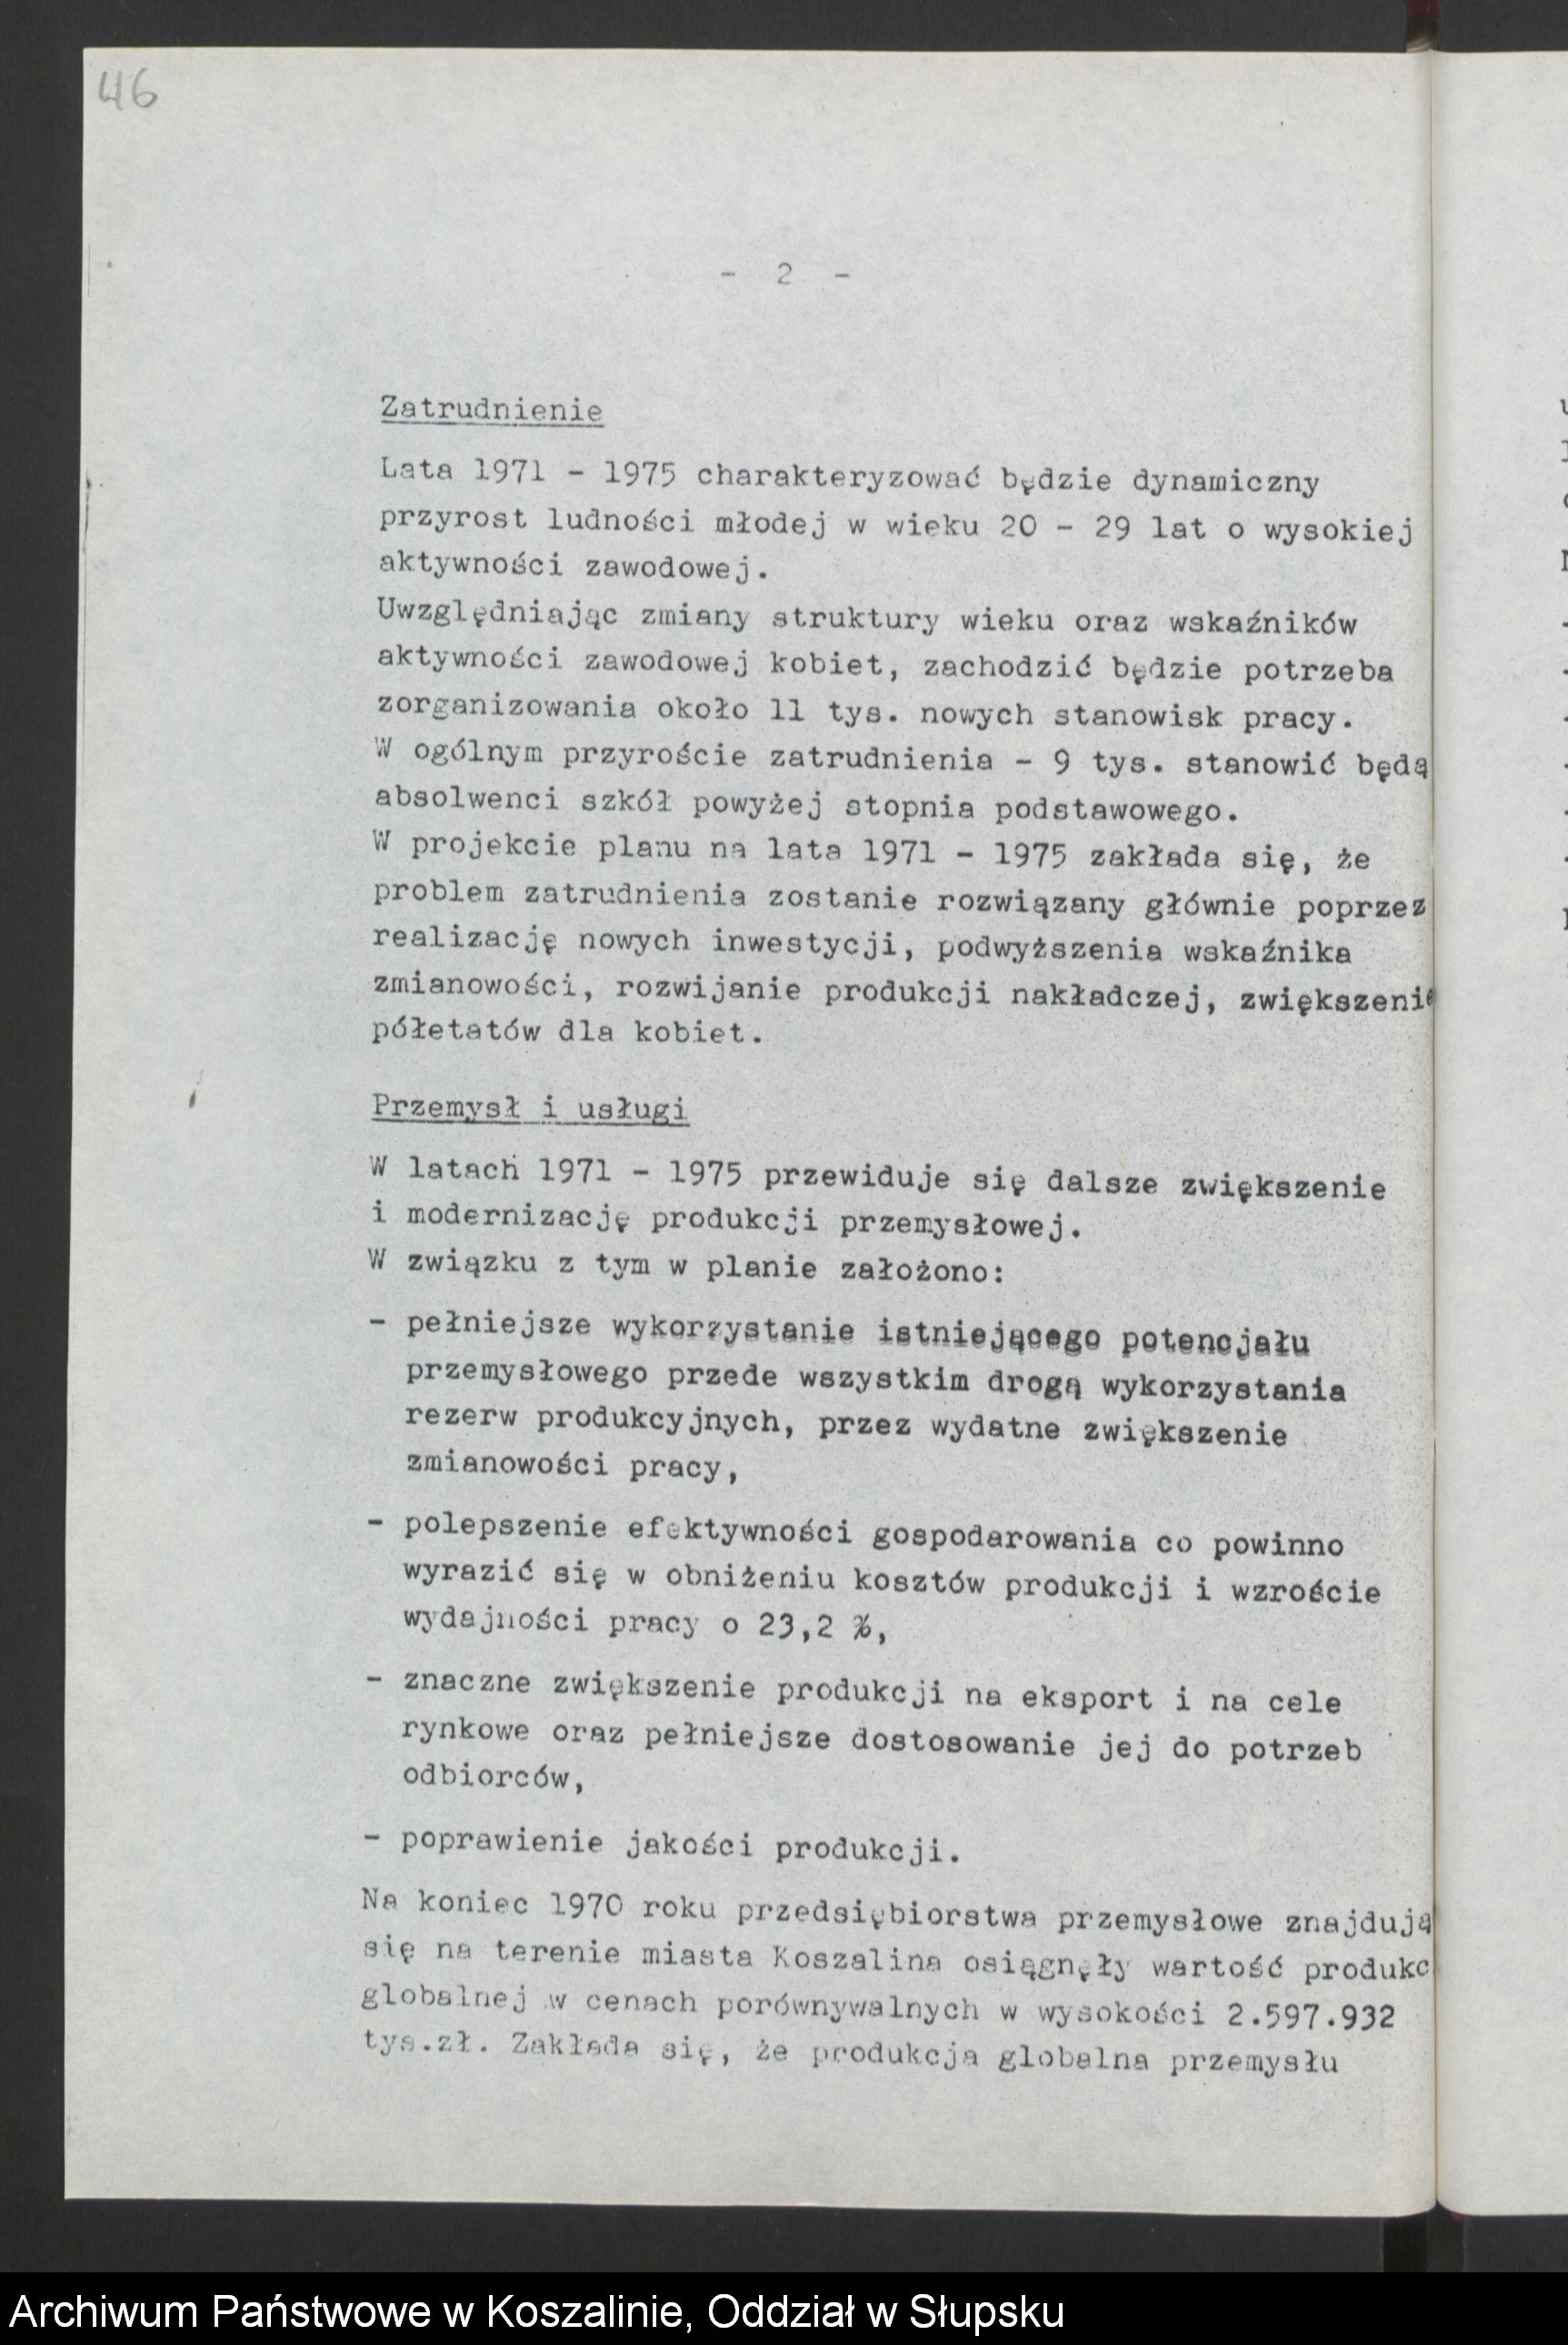 46
- 2 -
Zatrudnienie
Lata 1971 - 1975 charakteryzować będzie dynamiczny
przyrost ludności młodej w wieku 20 - 29 lat o wysokiej
aktywności zawodowej.
Uwzględniając zmiany struktury wieku oraz wskaźników
aktywności zawodowej kobiet, zachodzić będzie potrzeba
zorganizowania około 11 tys. nowych stanowisk pracy.
W ogólnym przyroście zatrudnienia - 9 tys. stanowić będą
absolwenci szkół powyżej stopnia podstawowego.
W projekcie planu na lata 1971 - 1975 zakłada się, że
problem zatrudnienia zostanie rozwiązany głównie poprzez
realizację nowych inwestycji, podwyższenia wskaźnika
zmianowości, rozwijanie produkcji nakładczej, zwiększenie
półetatów dla kobiet.
Przemysł i usługi
W latach 1971 - 1975 przewiduje się dalsze zwiększenie
i modernizację produkcji przemysłowej.
W związku z tym w planie założono:
- pełniejsze wykorzystanie istniejącego potencjału
przemysłowego przede wszystkim drogą wykorzystania
rezerw produkcyjnych, przez wydatne zwiększenie
zmianowości pracy,
- polepszenie efektywności gospodarowania co powinno
wyrazić się w obniżeniu kosztów produkcji i wzroście
wydajności pracy o 23,2 %,
- znaczne zwiększenie produkcji na eksport i na cele
rynkowe oraz pełniejsze dostosowanie jej do potrzeb
odbiorców,
- poprawienie jakości produkcji.
Na koniec 1970 roku przedsiębiorstwa przemysłowe znajdują
się na terenie miasta Koszalina osiągnęły wartość produkc
globalnej w cenach porównywalnych w wysokości 2.597.932
tys.zł. Zakłada się, że produkcja globalna przemysłu
Archiwum Państwowe w Koszalinie, Oddział w Słupsku